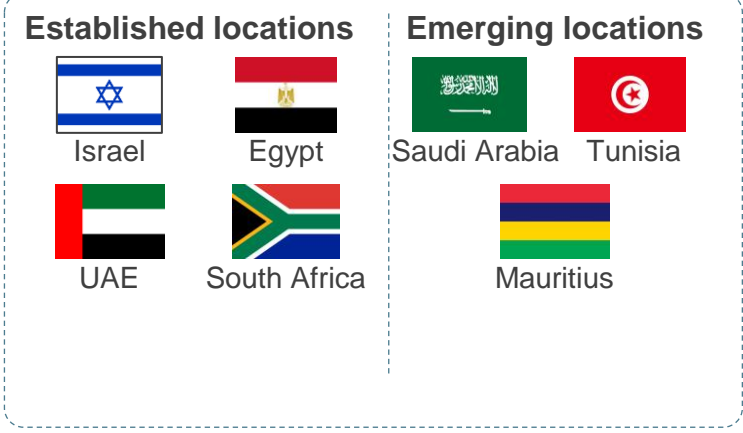 Established locations
Emerging locations
Israel
Egypt
Saudi Arabia
Tunisia
UAE
South Africa
Mauritius